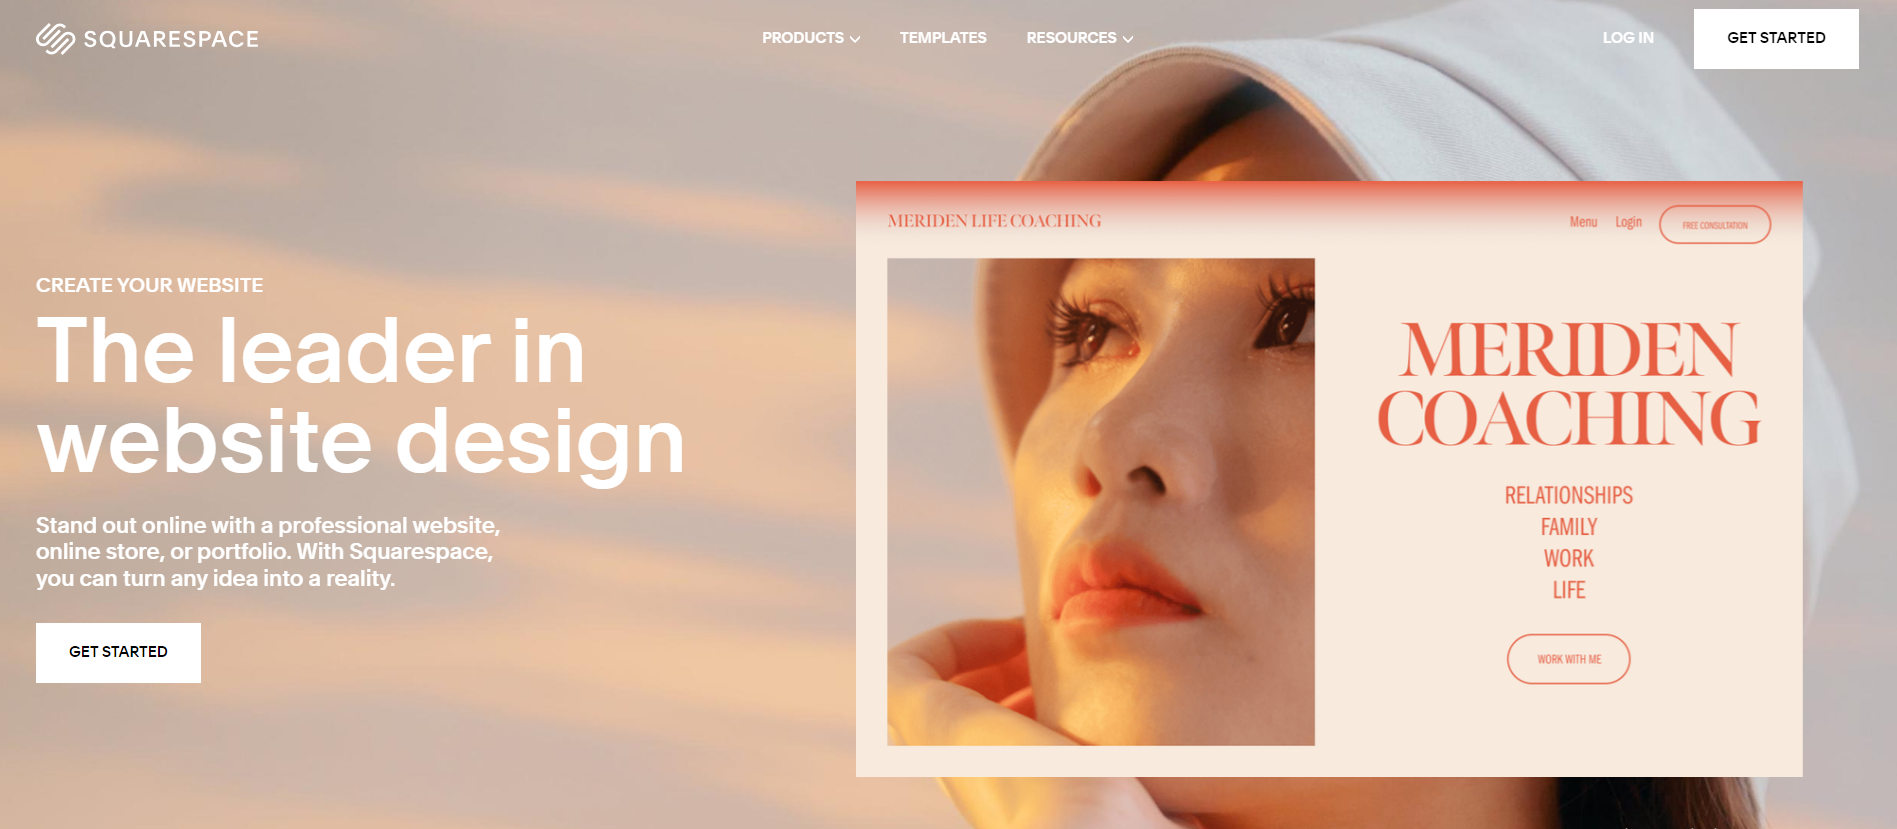 SQUARESPACE
PRODUCTS
TEMPLATES
RESOURCES
LOG IN
GET STARTED
CREATE YOUR WEBSITE
The leader in
website design
Stand out online with a professional website,
online store, or portfolio. With Squarespace,
you can turn any idea into a reality.
GET STARTED
MERIDEN LIFE COACHING
Menu
Login
FREE CONSULTATION
MERIDEN
COACHING
RELATIONSHIPS
FAMILY
WORK
LIFE
WORK WITH ME